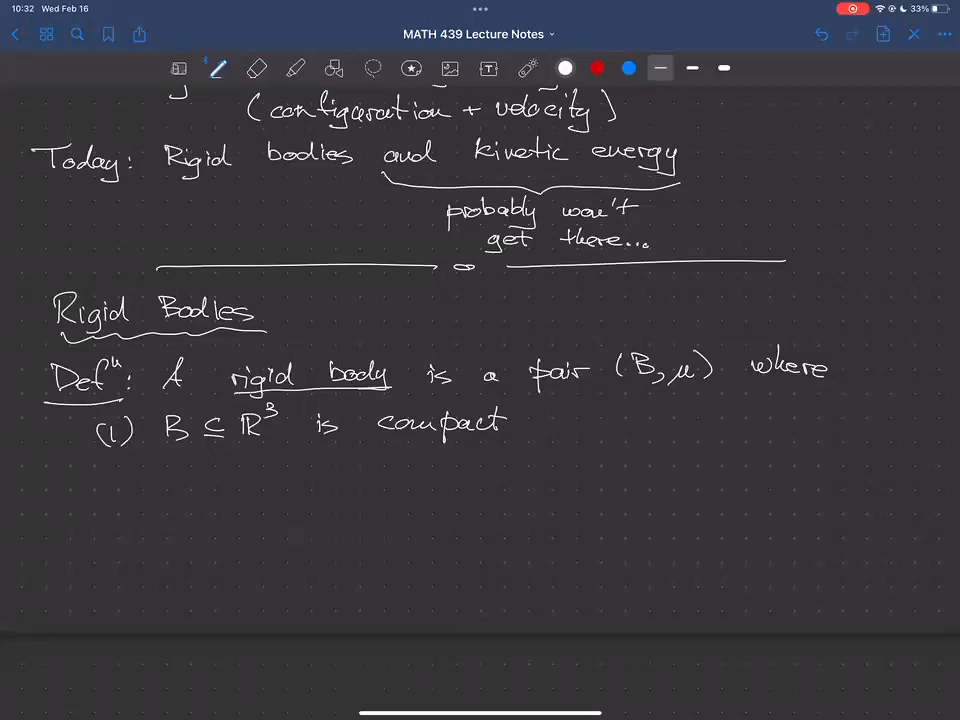 10:32 Wed Feb 16
33%
MATH 439 Lecture Notes
(configuration + velocity)
Today: Rigid bodies and kinetic energy
probably won't
get there...
Rigid Bodies
Defⁿ: A rigid body is a pair (B, μ) where
(1) B ⊆ ℝ³ is compact